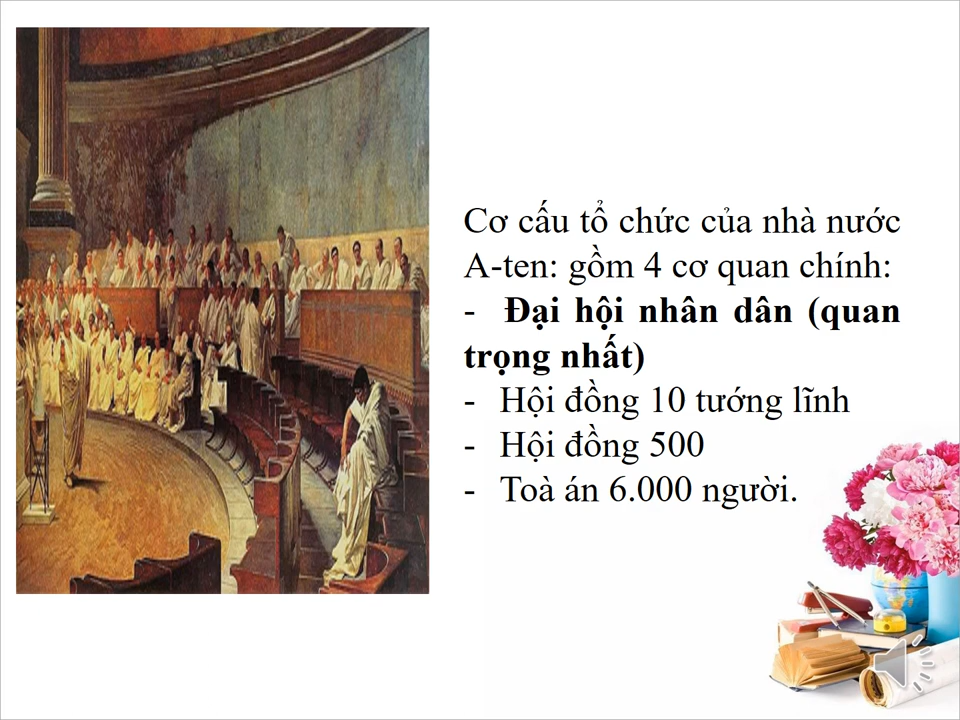 Cơ cấu tổ chức của nhà nước
A-ten: gồm 4 cơ quan chính:
- Đại hội nhân dân (quan
trọng nhất)
- Hội đồng 10 tướng lĩnh
- Hội đồng 500
- Toà án 6.000 người.